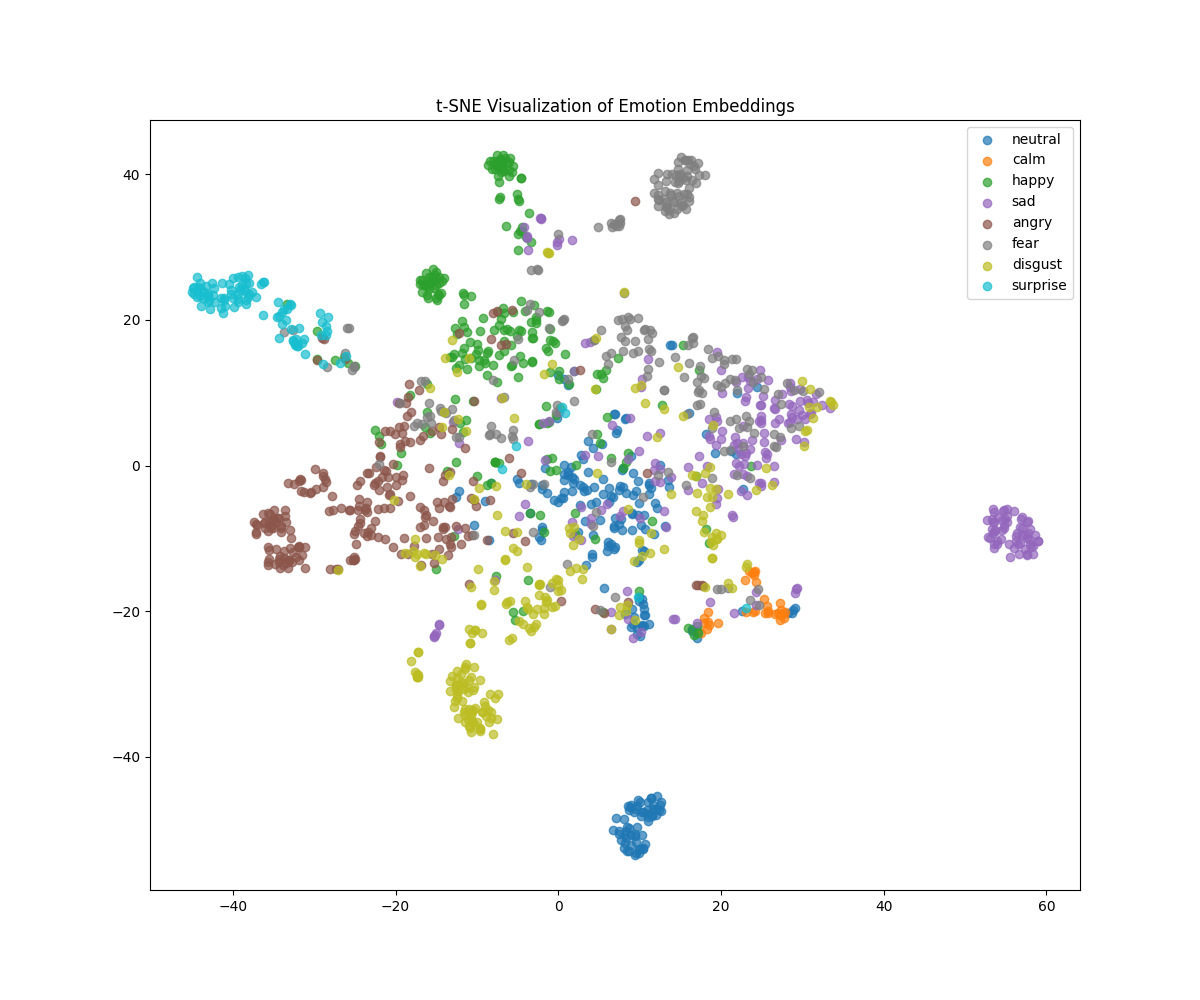 t-SNE Visualization of Emotion Embeddings
neutral
calm
happy
sad
angry
fear
disgust
surprise
40
20
0
−20
−40
−40
−20
0
20
40
60